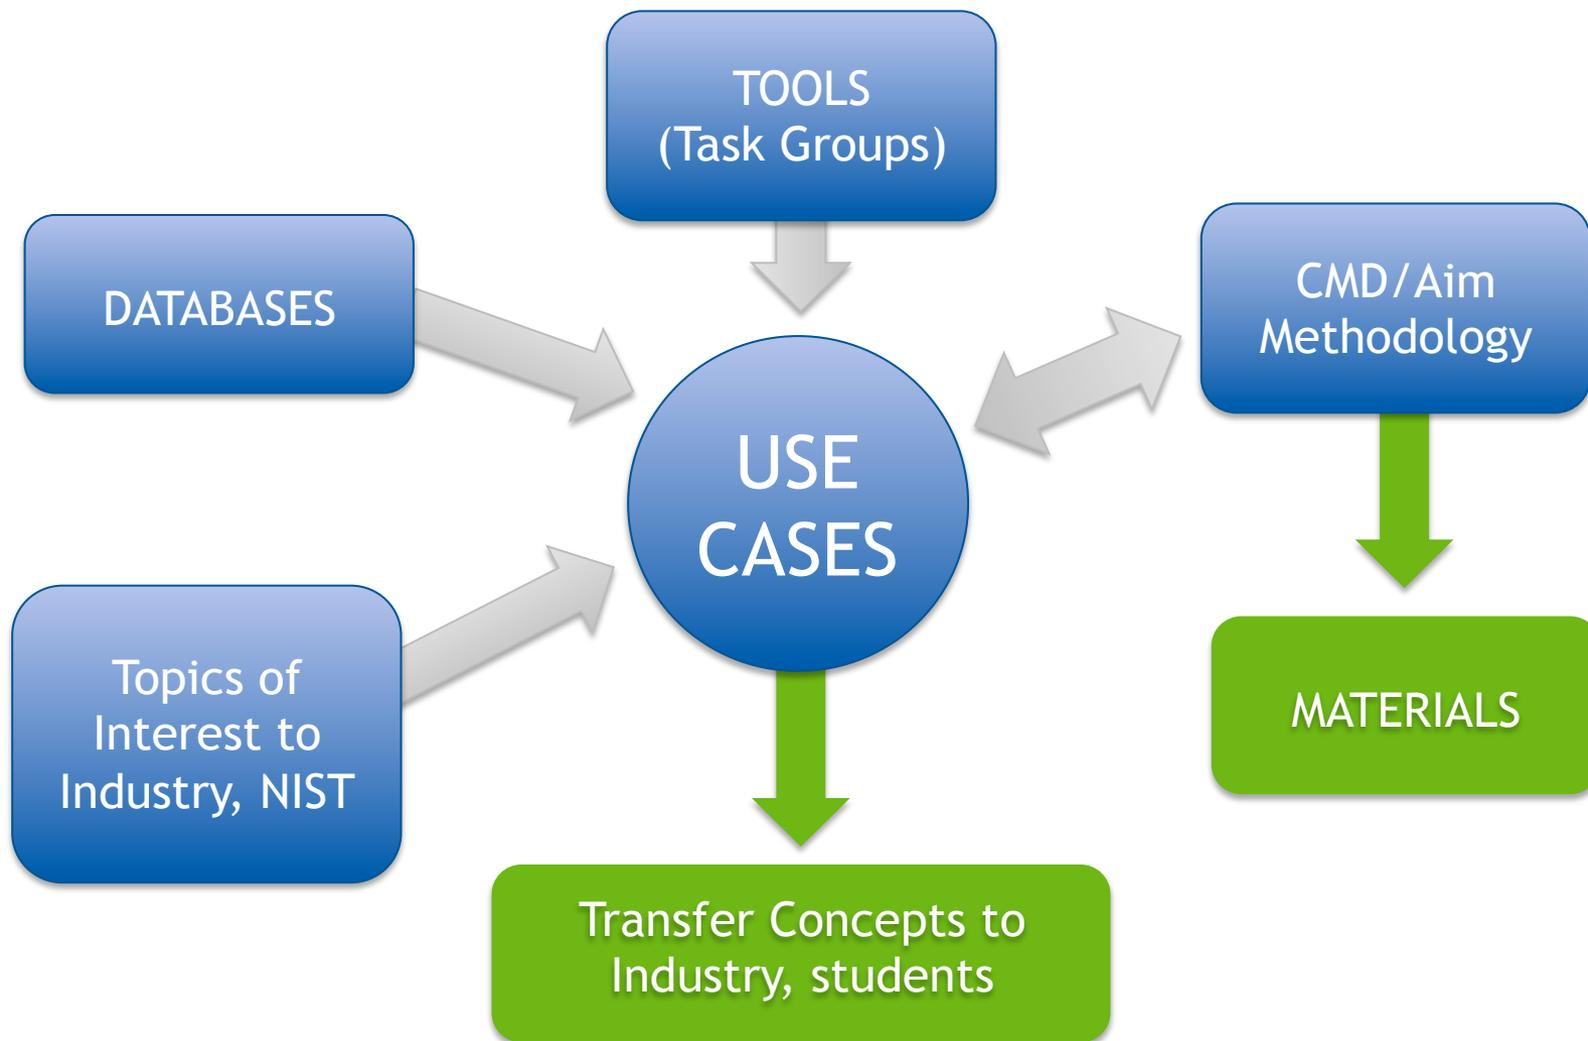 TOOLS
(Task Groups)
DATABASES
CMD/Aim
Methodology
USE
CASES
Topics of
Interest to
Industry, NIST
MATERIALS
Transfer Concepts to
Industry, students